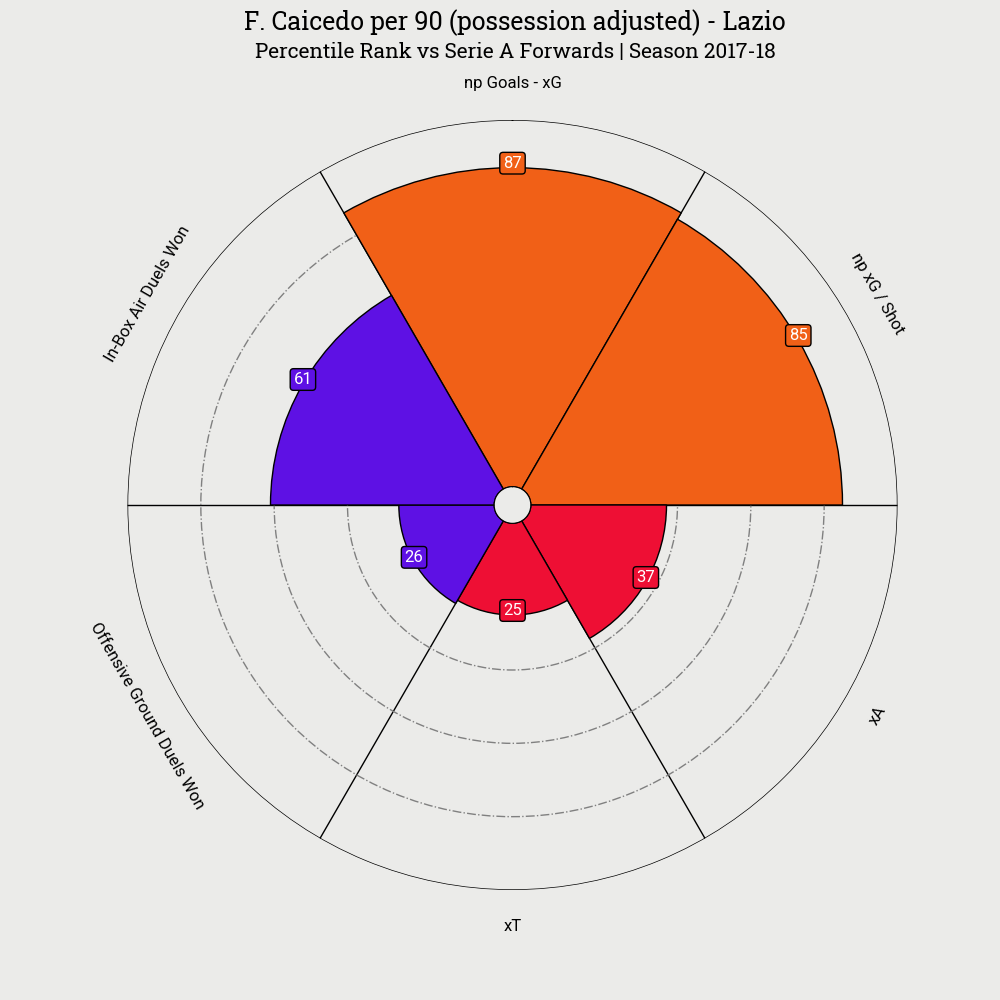 F. Caicedo per 90 (possession adjusted) - Lazio
Percentile Rank vs Serie A Forwards | Season 2017-18
np Goals - xG
87
np xG / Shot
85
In-Box Air Duels Won
61
26
25
37
Offensive Ground Duels Won
xA
xT